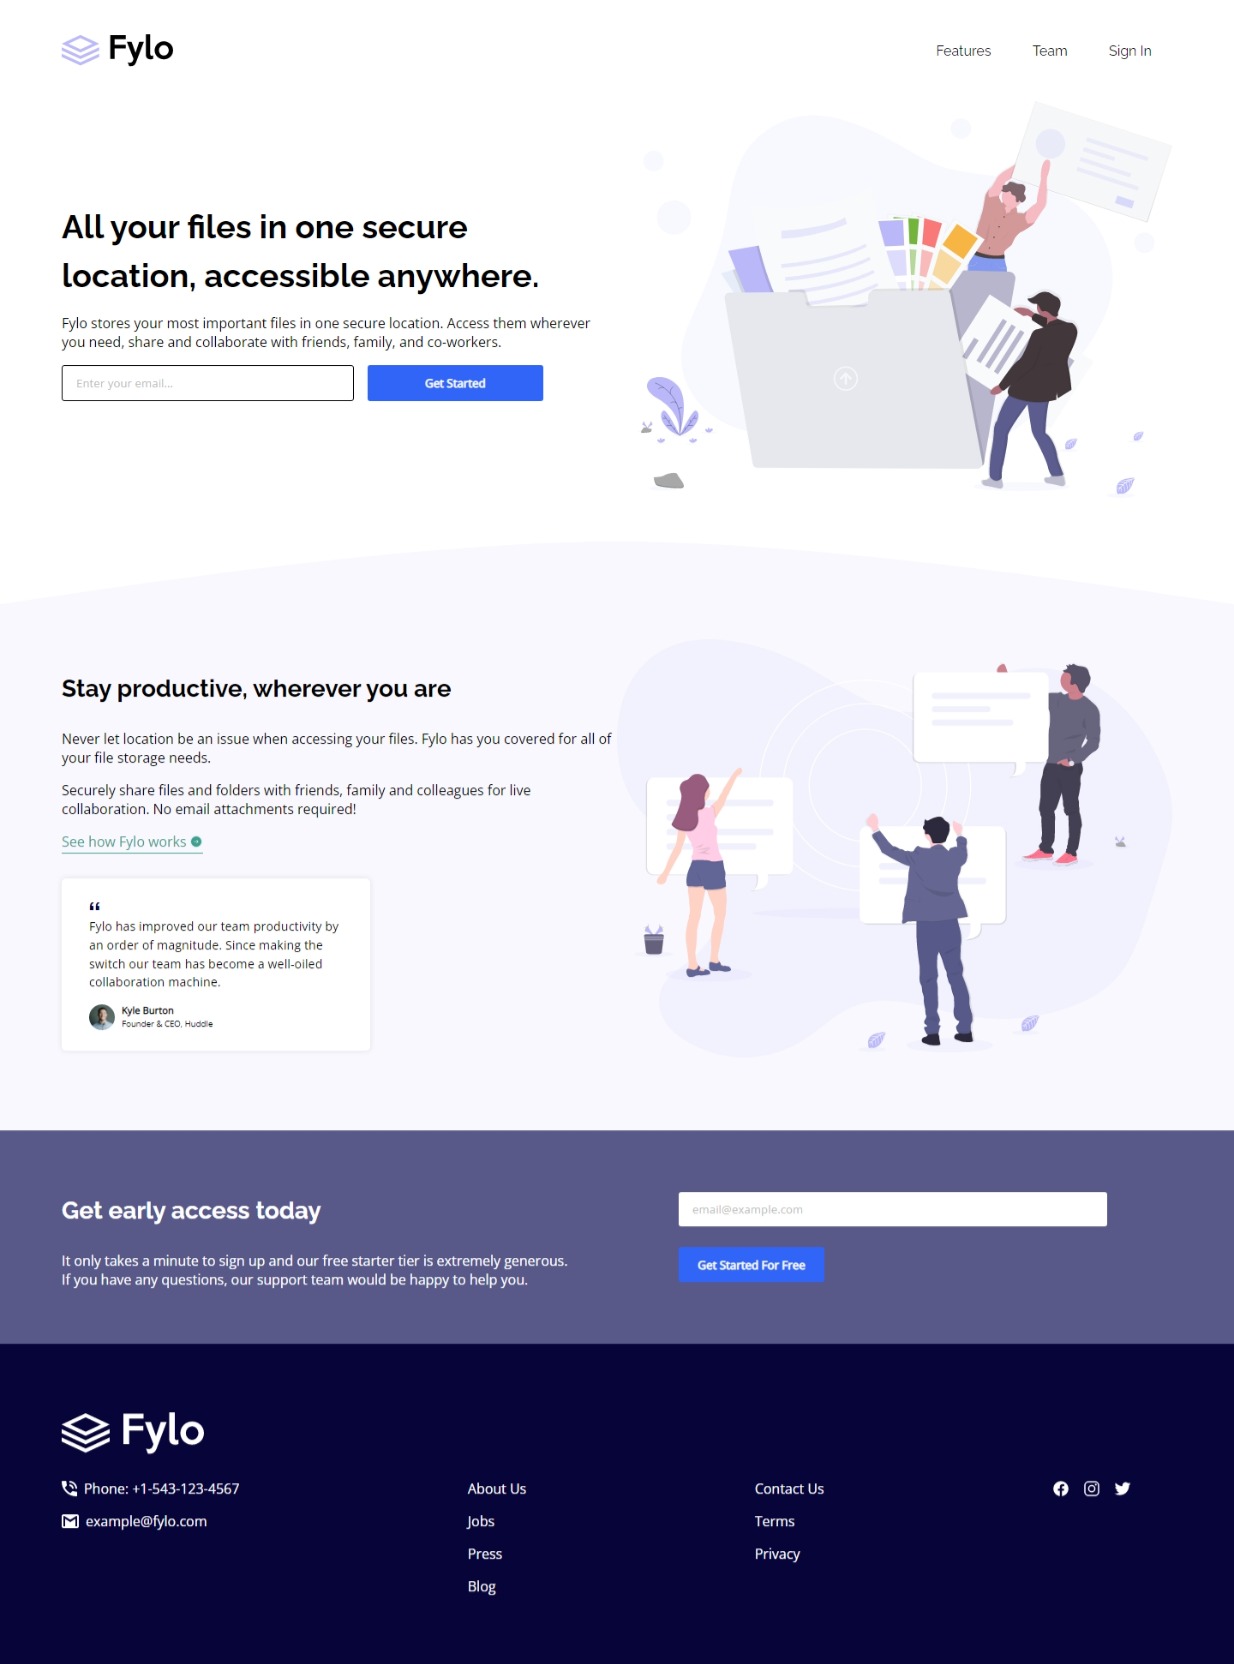 Fylo
Features
Team
Sign In
All your files in one secure
location, accessible anywhere.
Fylo stores your most important files in one secure location. Access them wherever
you need, share and collaborate with friends, family, and co-workers.
Enter your email...
Get Started
Stay productive, wherever you are
Never let location be an issue when accessing your files. Fylo has you covered for all of
your file storage needs.
Securely share files and folders with friends, family and colleagues for live
collaboration. No email attachments required!
See how Fylo works
“
Fylo has improved our team productivity by
an order of magnitude. Since making the
switch our team has become a well-oiled
collaboration machine.
Kyle Burton
Founder & CEO, Huddle
Get early access today
It only takes a minute to sign up and our free starter tier is extremely generous.
If you have any questions, our support team would be happy to help you.
email@example.com
Get Started For Free
Fylo
Phone: +1-543-123-4567
example@fylo.com
About Us
Jobs
Press
Blog
Contact Us
Terms
Privacy